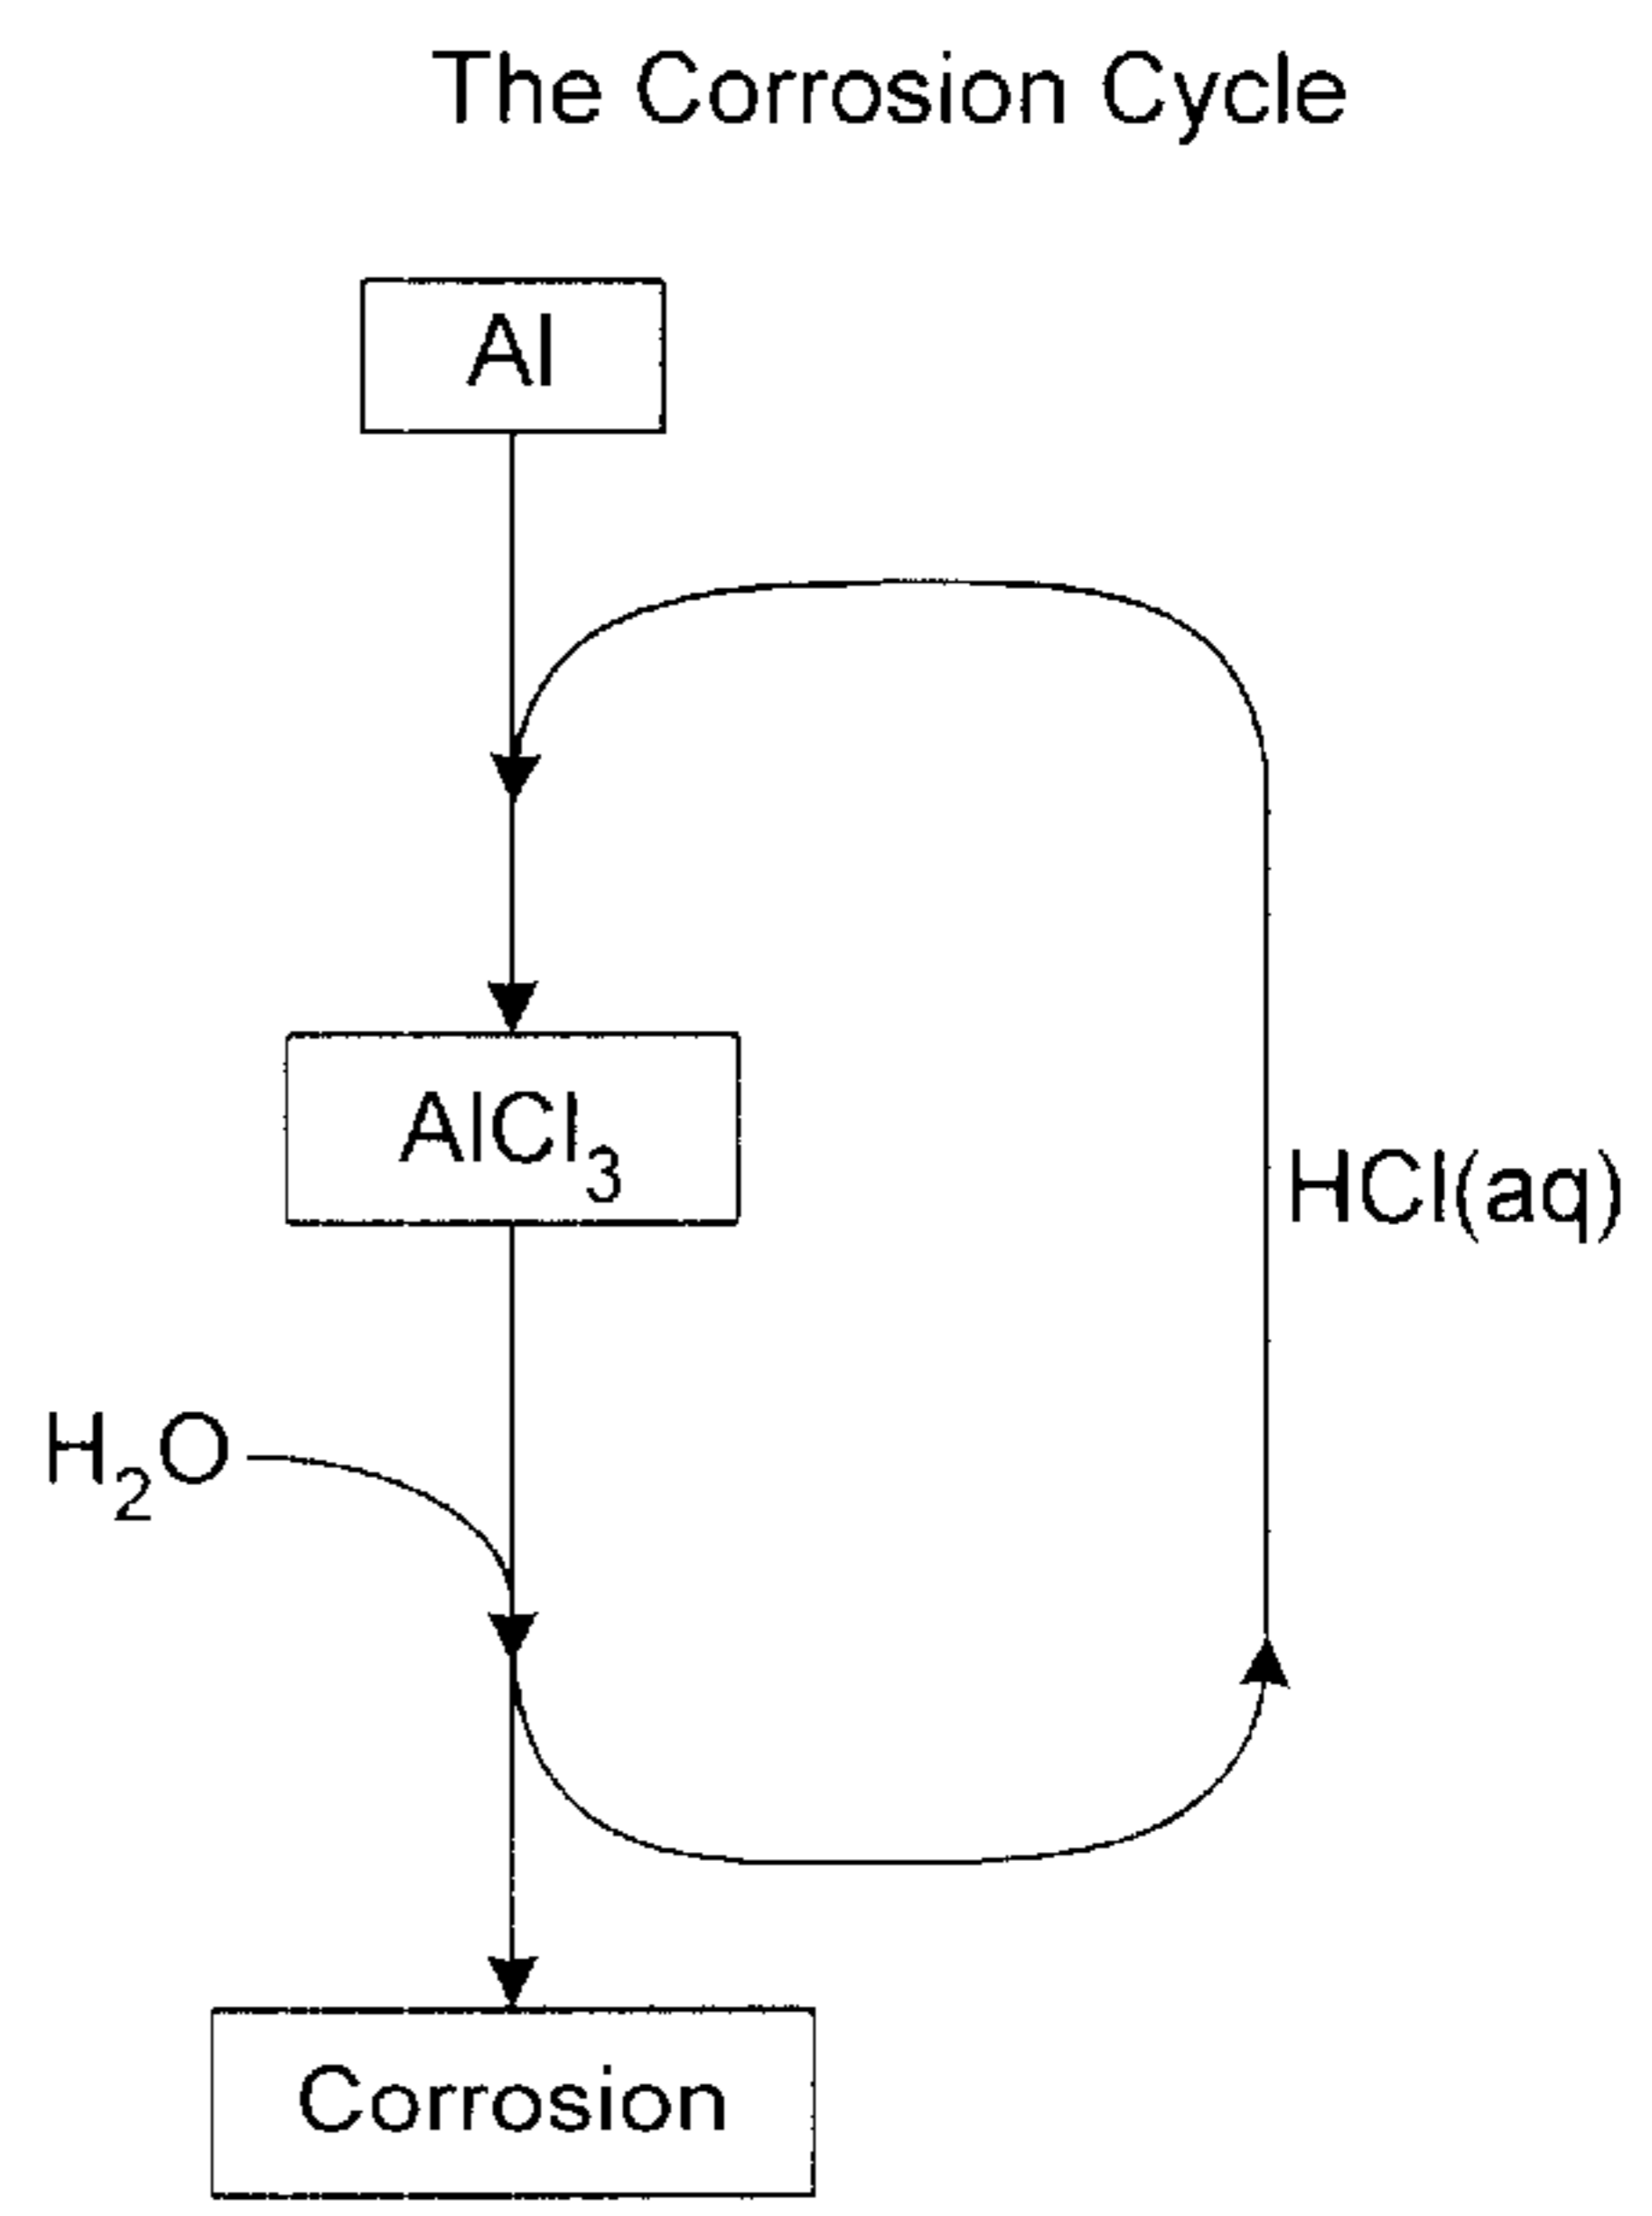 The Corrosion Cycle
Al
AlCl₃
HCl(aq)
H₂O
Corrosion